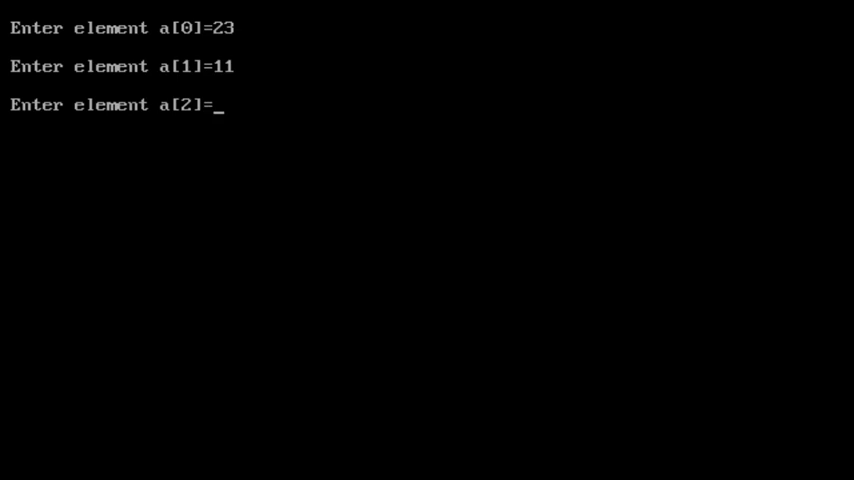 Enter element a[0]=23
Enter element a[1]=11
Enter element a[2]=_